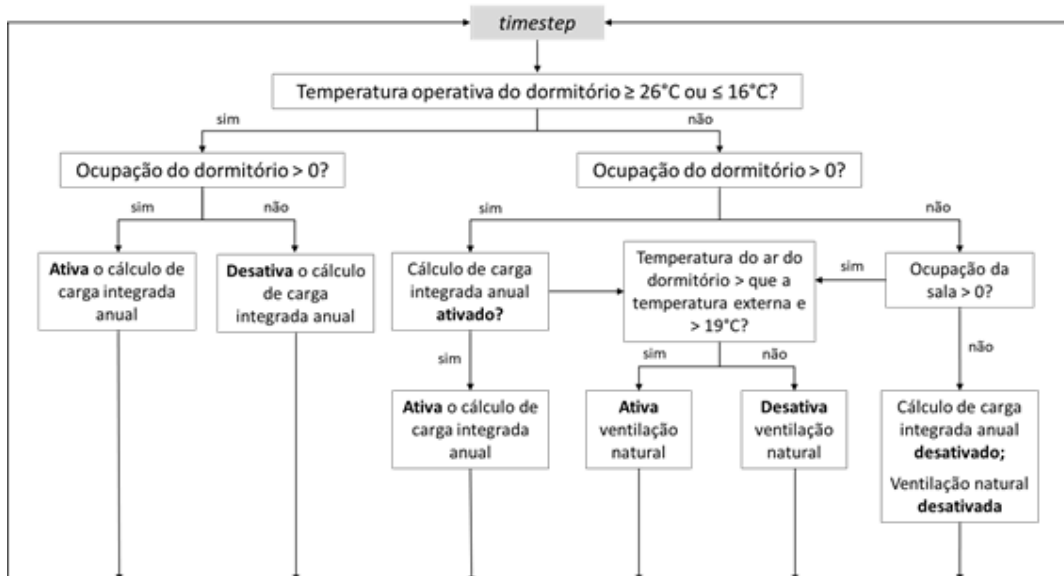 timestep
Temperatura operativa do dormitório ≥ 26°C ou ≤ 16°C?
sim
não
Ocupação do dormitório > 0?
Ocupação do dormitório > 0?
sim
não
sim
não
Ativa o cálculo de
carga integrada
anual
Desativa o cálculo
de carga
integrada anual
Cálculo de carga
integrada anual
ativado?
Temperatura do ar do
dormitório > que a
temperatura externa e
> 19°C?
sim
Ocupação da
sala > 0?
sim
sim
não
não
Ativa o cálculo de
carga integrada
anual
Ativa
ventilação
natural
Desativa
ventilação
natural
Cálculo de carga
integrada anual
desativado;
Ventilação natural
desativada